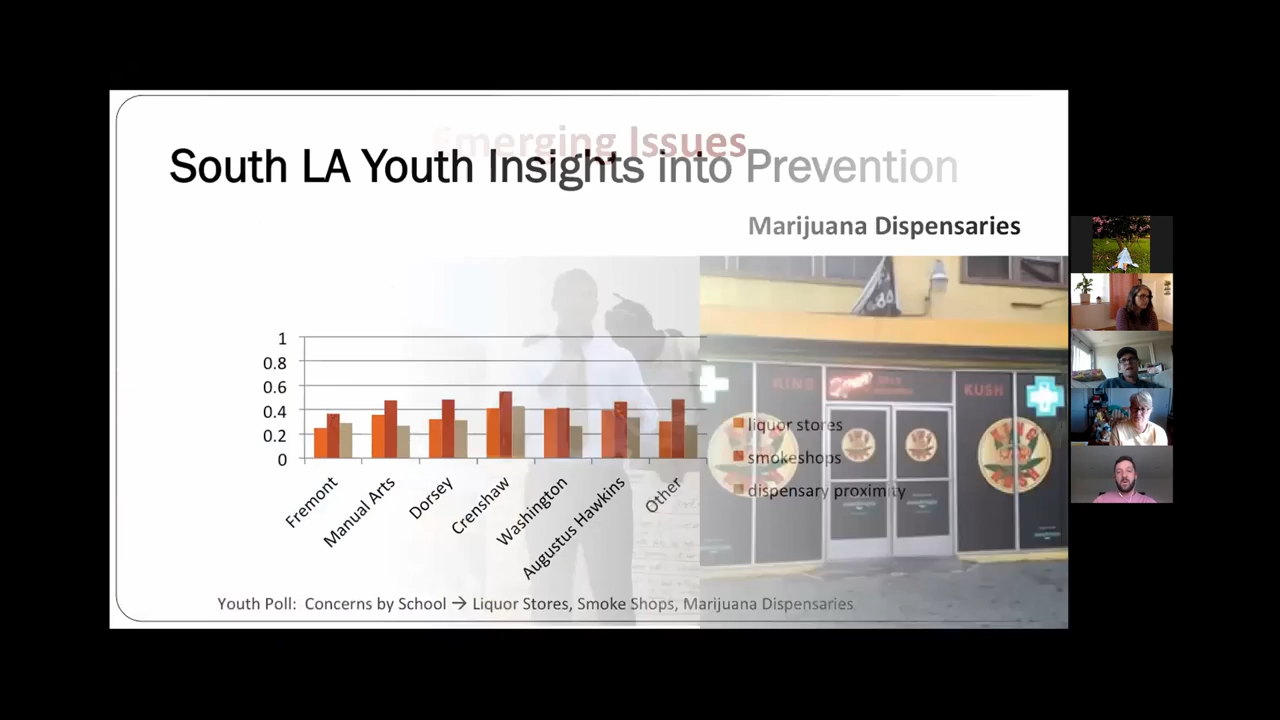 Emerging Issues
South LA Youth Insights into Prevention
Marijuana Dispensaries
1
0.8
0.6
0.4
0.2
0
Fremont
Manual Arts
Dorsey
Crenshaw
Washington
Augustus Hawkins
Other
KING
KUSH
liquor stores
smokeshops
dispensary proximity
Youth Poll: Concerns by School → Liquor Stores, Smoke Shops, Marijuana Dispensaries